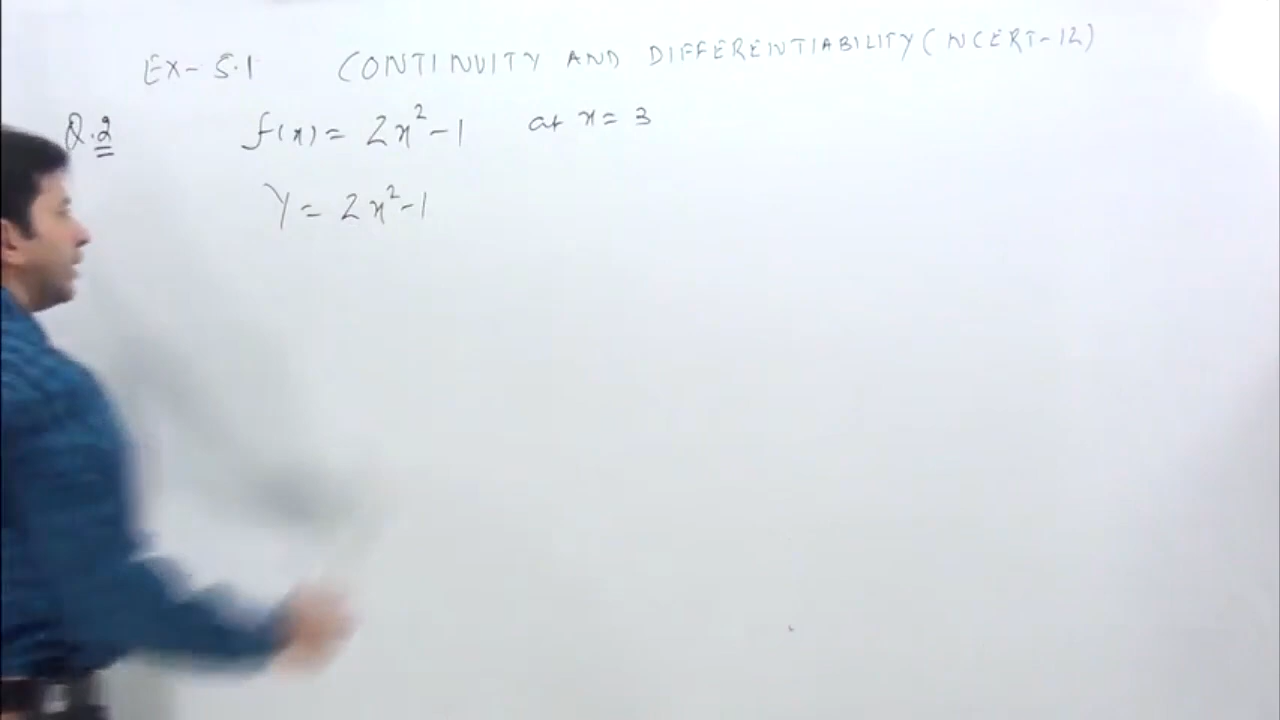 EX- 5.1 CONTINUITY AND DIFFERENTIABILITY (NCERT-12)
Q.2 f(x) = 2x²-1 at x = 3
Y = 2x²-1